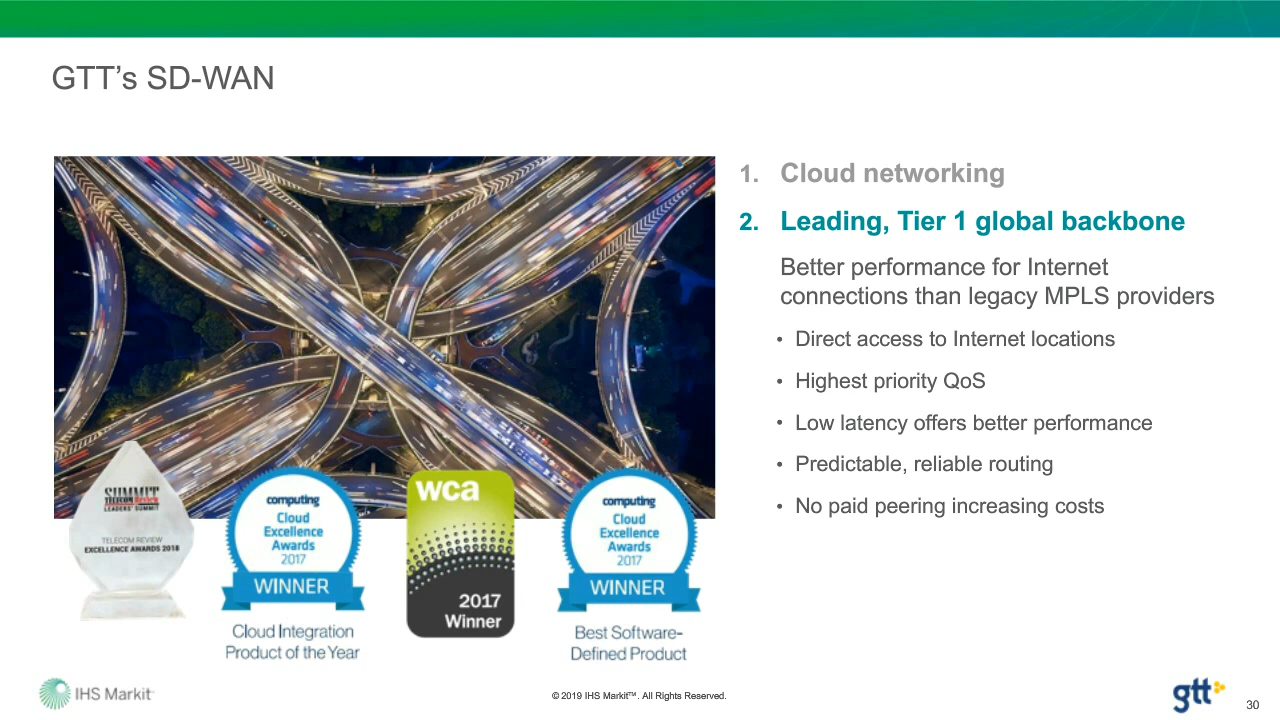 GTT’s SD-WAN
1. Cloud networking
2. Leading, Tier 1 global backbone
Better performance for Internet
connections than legacy MPLS providers
• Direct access to Internet locations
• Highest priority QoS
• Low latency offers better performance
• Predictable, reliable routing
• No paid peering increasing costs
SUMMIT
TELECOM Review
LEADERS' SUMMIT
TELECOM REVIEW
EXCELLENCE AWARDS 2018
computing
Cloud
Excellence
Awards
2017
WINNER
Cloud Integration
Product of the Year
wca
2017
Winner
computing
Cloud
Excellence
Awards
2017
WINNER
Best Software-
Defined Product
IHS Markit™
© 2019 IHS Markit™. All Rights Reserved.
gtt
30